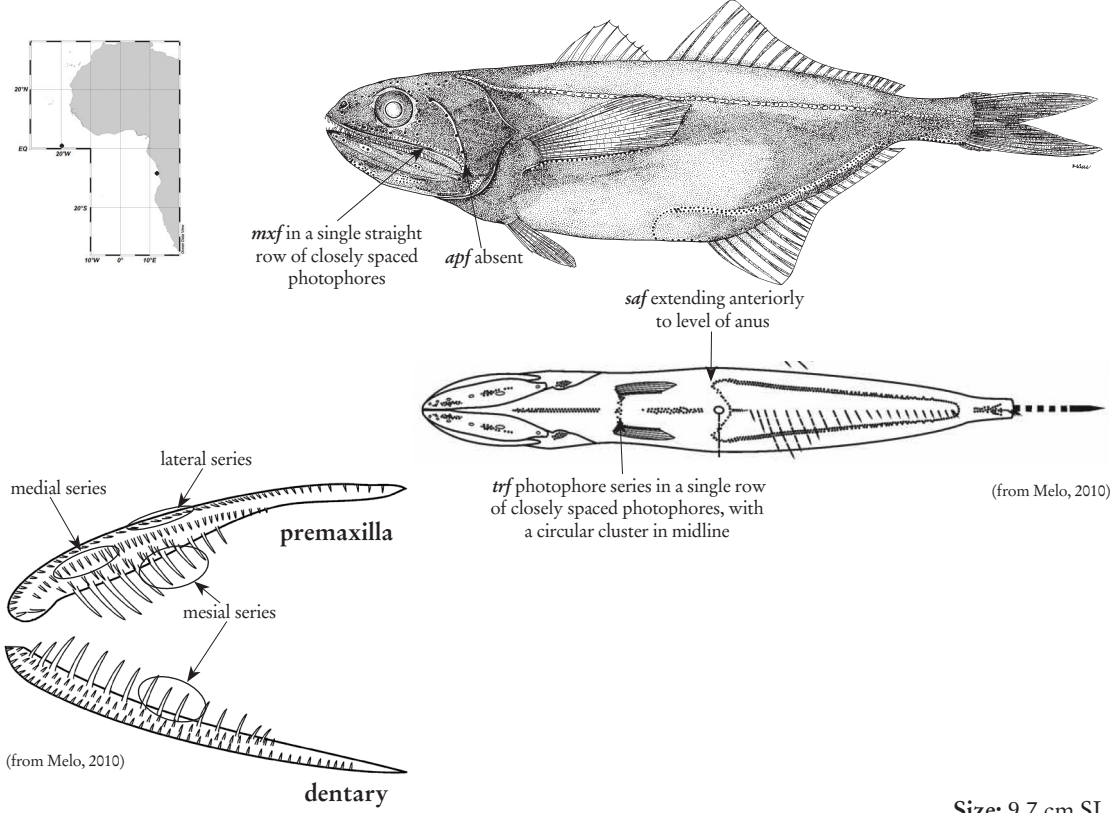 20°N
EQ
20°W
20°S
10°W 0° 10°E
mxf in a single straight
row of closely spaced
photophores
apf absent
saf extending anteriorly
to level of anus
trf photophore series in a single row
of closely spaced photophores, with
a circular cluster in midline
(from Melo, 2010)
lateral series
medial series
premaxilla
mesial series
(from Melo, 2010)
dentary
Size: 9.7 cm SL